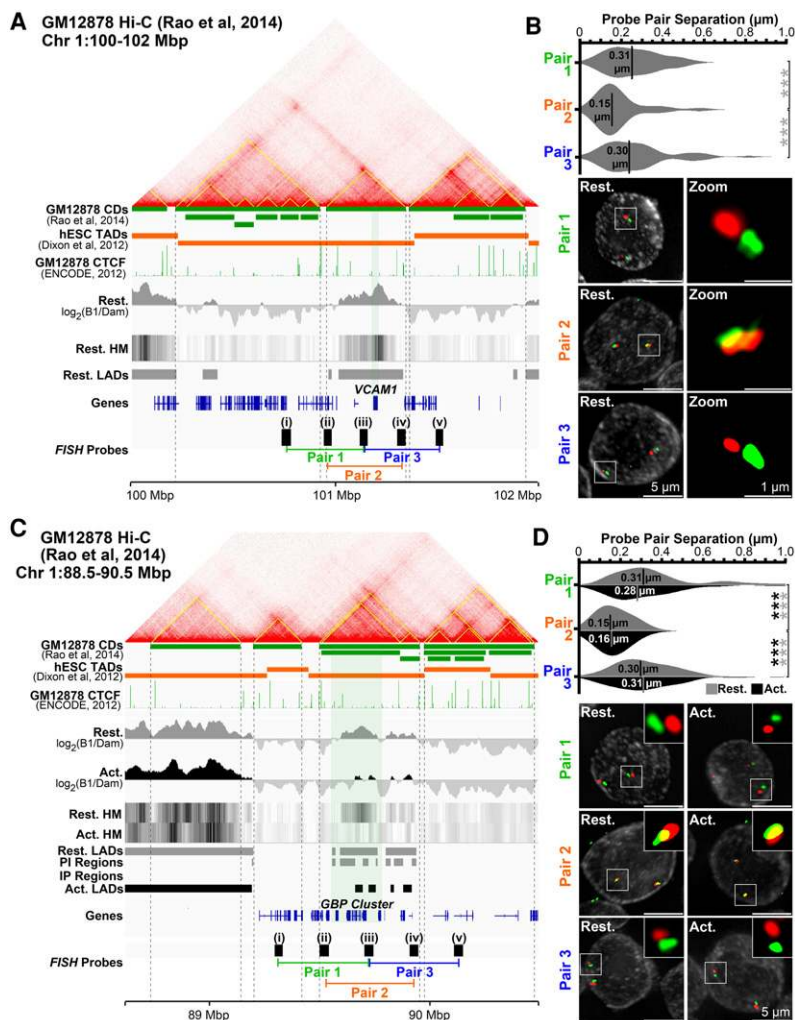 A
GM12878 Hi-C (Rao et al, 2014)
Chr 1:100-102 Mbp
GM12878 CDs
(Rao et al, 2014)
hESC TADs
(Dixon et al, 2012)
GM12878 CTCF
(ENCODE, 2012)
Rest.
log2(B1/Dam)
Rest. HM
Rest. LADs
VCAM1
Genes
(i) (ii) (iii) (iv) (v)
FISH Probes
Pair 1 Pair 3
Pair 2
100 Mbp 101 Mbp 102 Mbp
B
Probe Pair Separation (µm)
0 0.2 0.4 0.6 0.8 1.0
Pair 1
0.31 µm
Pair 2
0.15 µm
Pair 3
0.30 µm
***
***
Pair 1
Rest. Zoom
Pair 2
Rest. Zoom
Pair 3
Rest. Zoom
5 µm 1 µm
C
GM12878 Hi-C
(Rao et al, 2014)
Chr 1:88.5-90.5 Mbp
GM12878 CDs
(Rao et al, 2014)
hESC TADs
(Dixon et al, 2012)
GM12878 CTCF
(ENCODE, 2012)
Rest.
log2(B1/Dam)
Act.
log2(B1/Dam)
Rest. HM
Act. HM
Rest. LADs
PI Regions
IP Regions
Act. LADs
GBP Cluster
Genes
(i) (ii) (iii) (iv) (v)
FISH Probes
Pair 1 Pair 3
Pair 2
89 Mbp 90 Mbp
D
Probe Pair Separation (µm)
0 0.2 0.4 0.6 0.8 1.0
Pair 1
0.31 µm
0.28 µm
Pair 2
0.15 µm
0.16 µm
Pair 3
0.30 µm
0.31 µm
***
***
***
***
Rest. Act.
Pair 1
Rest. Act.
Pair 2
Rest. Act.
Pair 3
Rest. Act.
5 µm